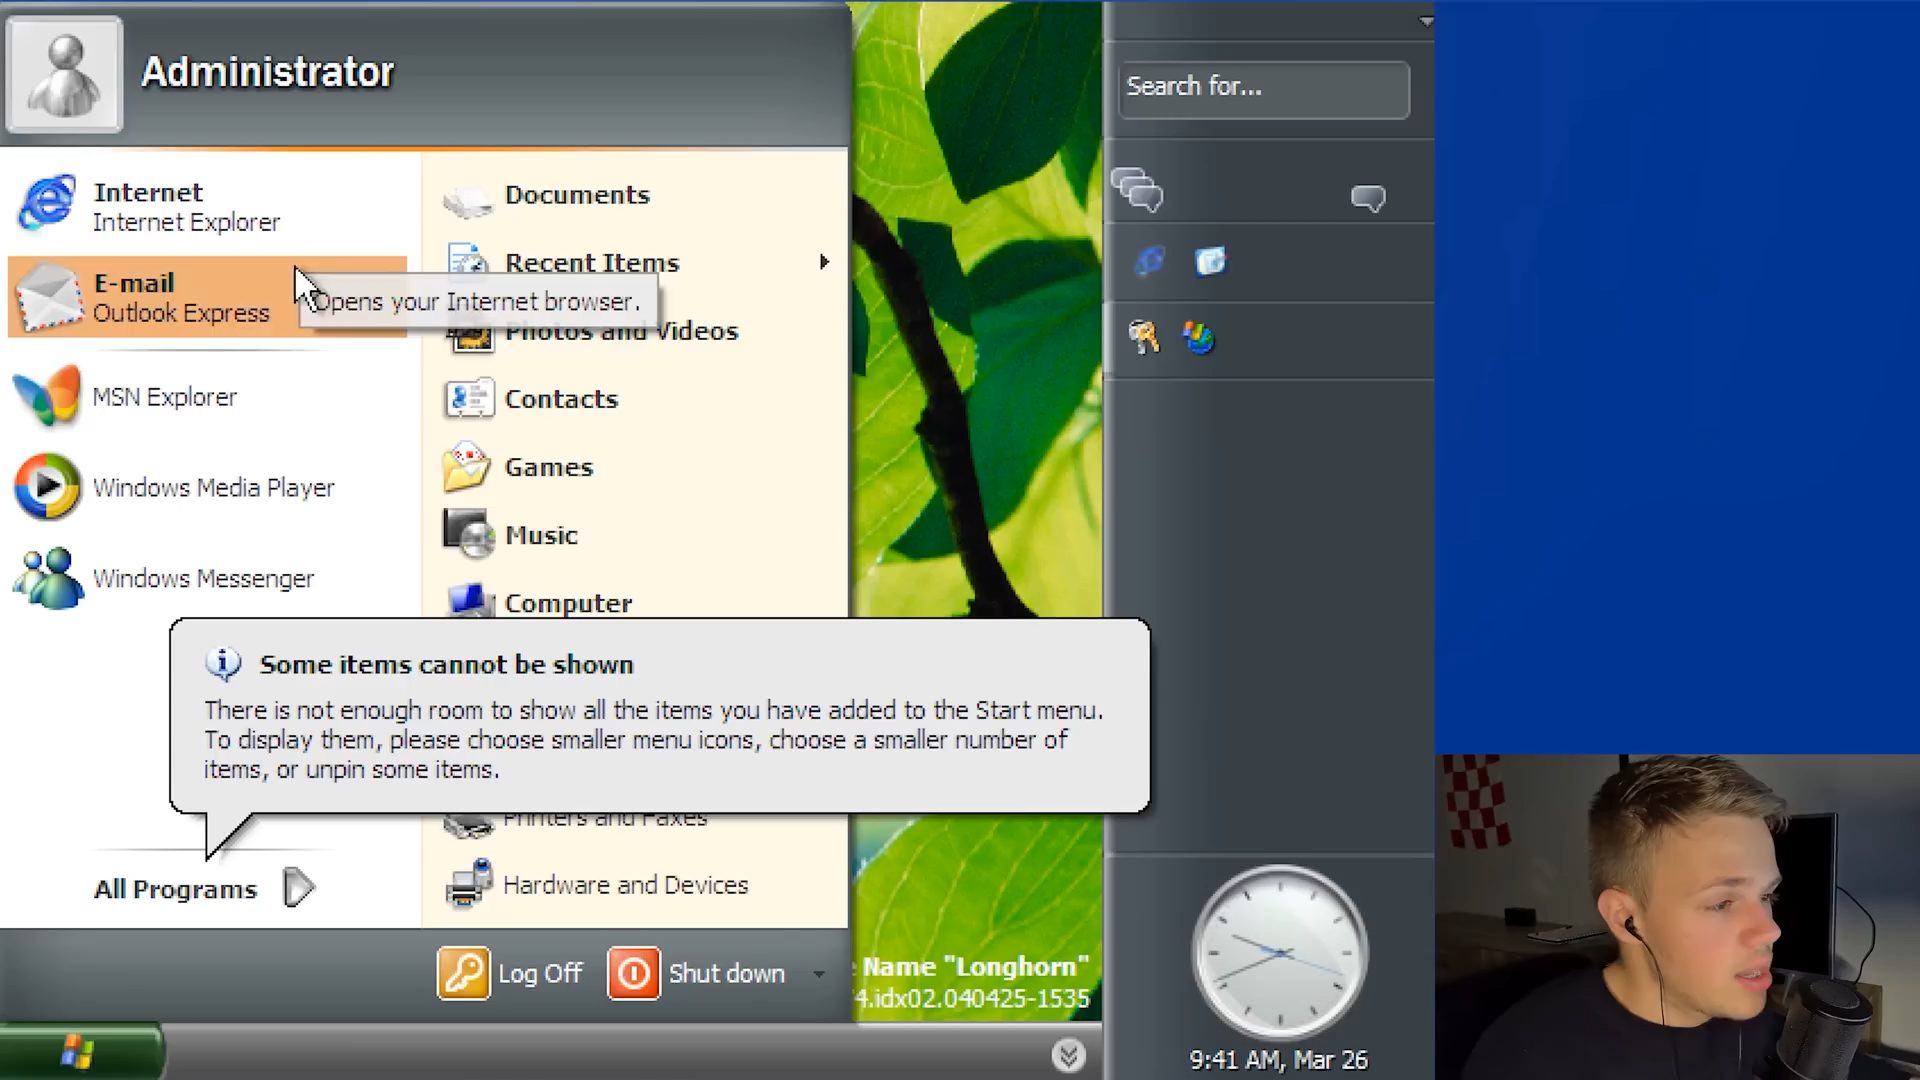 Administrator
Internet
Internet Explorer
E-mail
Outlook Express
MSN Explorer
Windows Media Player
Windows Messenger
All Programs
Documents
Recent Items
Opens your Internet browser.
Photos and Videos
Contacts
Games
Music
Computer
Some items cannot be shown
There is not enough room to show all the items you have added to the Start menu.
To display them, please choose smaller menu icons, choose a smaller number of
items, or unpin some items.
Printers and Faxes
Hardware and Devices
Log Off
Shut down
Name "Longhorn"
4.idx02.040425-1535
Search for...
9:41 AM, Mar 26